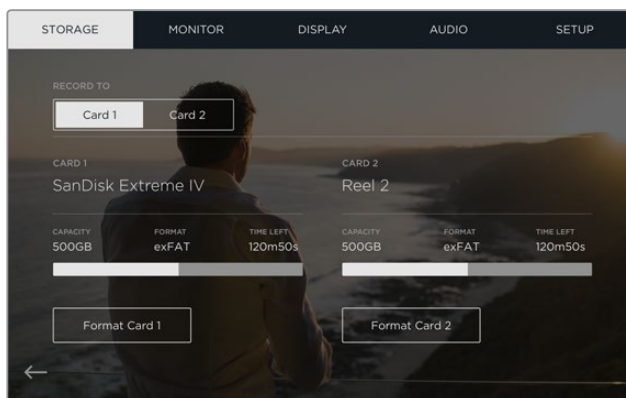 STORAGE MONITOR DISPLAY AUDIO SETUP
RECORD TO
Card 1 Card 2
CARD 1 CARD 2
SanDisk Extreme IV Reel 2
CAPACITY FORMAT TIME LEFT CAPACITY FORMAT TIME LEFT
500GB exFAT 120m50s 500GB exFAT 120m50s
Format Card 1 Format Card 2